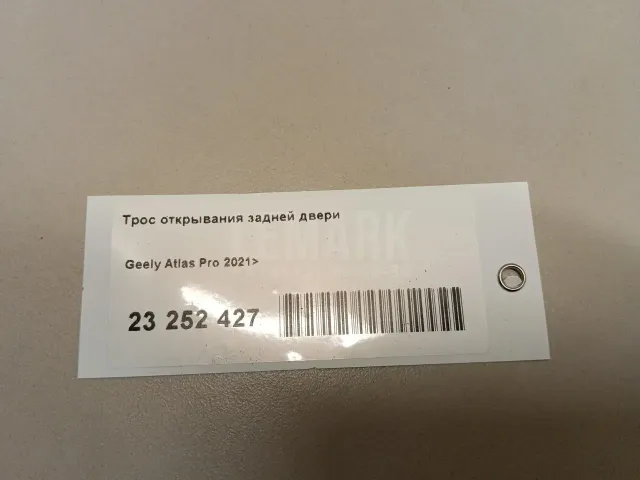 Трос открывания задней двери
Geely Atlas Pro 2021>
23 252 427